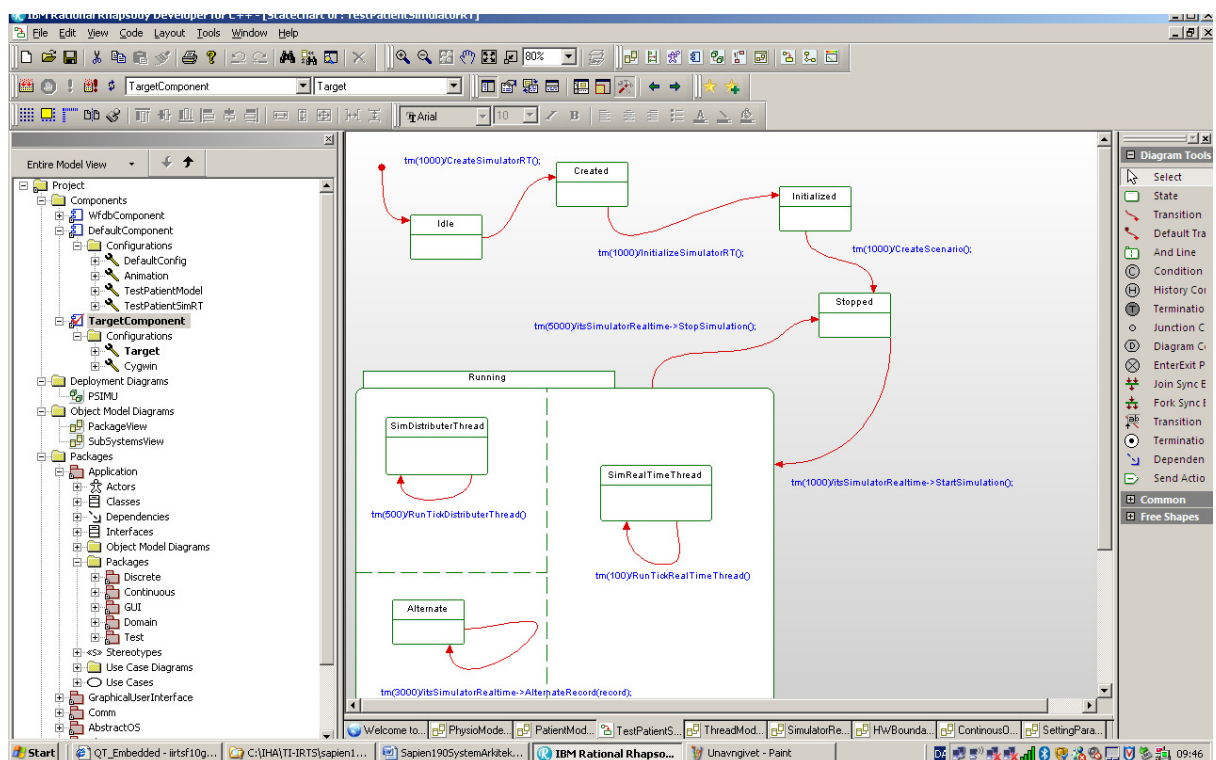 IBM Rational Rhapsody Developer for C++ - [Statechart of : TestPatientSimulatorRT]
File Edit View Code Layout Tools Window Help
80%
TargetComponent Target
Arial 10
Entire Model View
Project
Components
WfdbComponent
DefaultComponent
Configurations
DefaultConfig
Animation
TestPatientModel
TestPatientSimRT
TargetComponent
Configurations
Target
Cygwin
Deployment Diagrams
PSIMU
Object Model Diagrams
PackageView
SubSystemsView
Packages
Application
Actors
Classes
Dependencies
Interfaces
Object Model Diagrams
Packages
Discrete
Continuous
GUI
Domain
Test
«S» Stereotypes
Use Case Diagrams
Use Cases
GraphicalUserInterface
Comm
AbstractOS
tm(1000)/CreateSimulatorRT();
Created
Idle
Initialized
tm(1000)/InitializeSimulatorRT();
tm(1000)/CreateScenario();
Stopped
tm(5000)/itsSimulatorRealtime->StopSimulation();
Running
SimDistributerThread
SimRealTimeThread
tm(1000)/itsSimulatorRealtime->StartSimulation();
tm(500)/RunTickDistributerThread()
tm(100)/RunTickRealTimeThread()
Alternate
tm(3000)/itsSimulatorRealtime->AlternateRecord(record);
Diagram Tools
Select
State
Transition
Default Tra
And Line
Condition
History Co
Terminatio
Junction C
Diagram C
EnterExit P
Join Sync E
Fork Sync E
Transition
Terminatio
Dependen
Send Actio
Common
Free Shapes
Welcome to... PhysioMode... PatientMod... TestPatientS... ThreadMod... SimulatorRe... HWBounda... ContinousO... SettingPara...
Start QT_Embedded - iirtsf10g... C:\IHA\TI-IRTS\sapien1... Sapien190SystemArkitek... IBM Rational Rhapso... Unavngivet - Paint DA 09:46